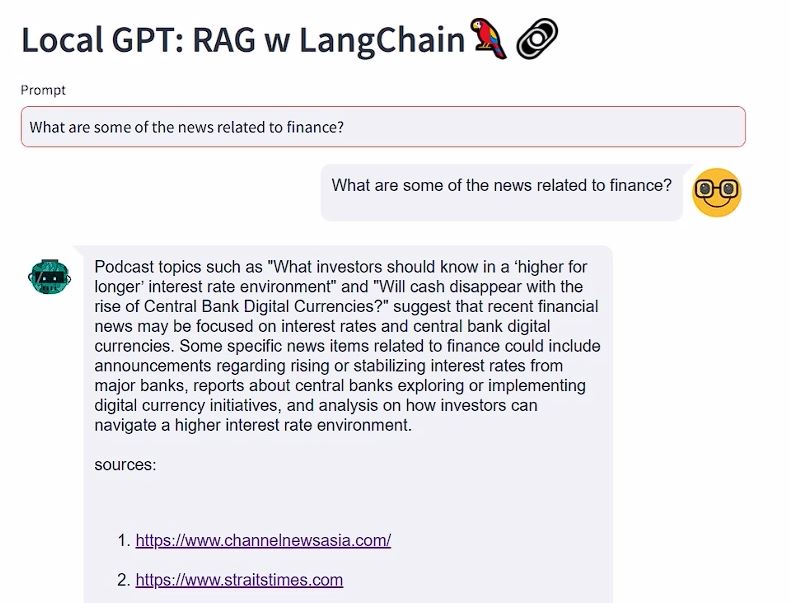 Local GPT: RAG w LangChain🦜🔗
Prompt
What are some of the news related to finance?
What are some of the news related to finance?
Podcast topics such as "What investors should know in a ‘higher for
longer’ interest rate environment" and "Will cash disappear with the
rise of Central Bank Digital Currencies?" suggest that recent financial
news may be focused on interest rates and central bank digital
currencies. Some specific news items related to finance could include
announcements regarding rising or stabilizing interest rates from
major banks, reports about central banks exploring or implementing
digital currency initiatives, and analysis on how investors can
navigate a higher interest rate environment.
sources:
1. https://www.channelnewsasia.com/
2. https://www.straitstimes.com